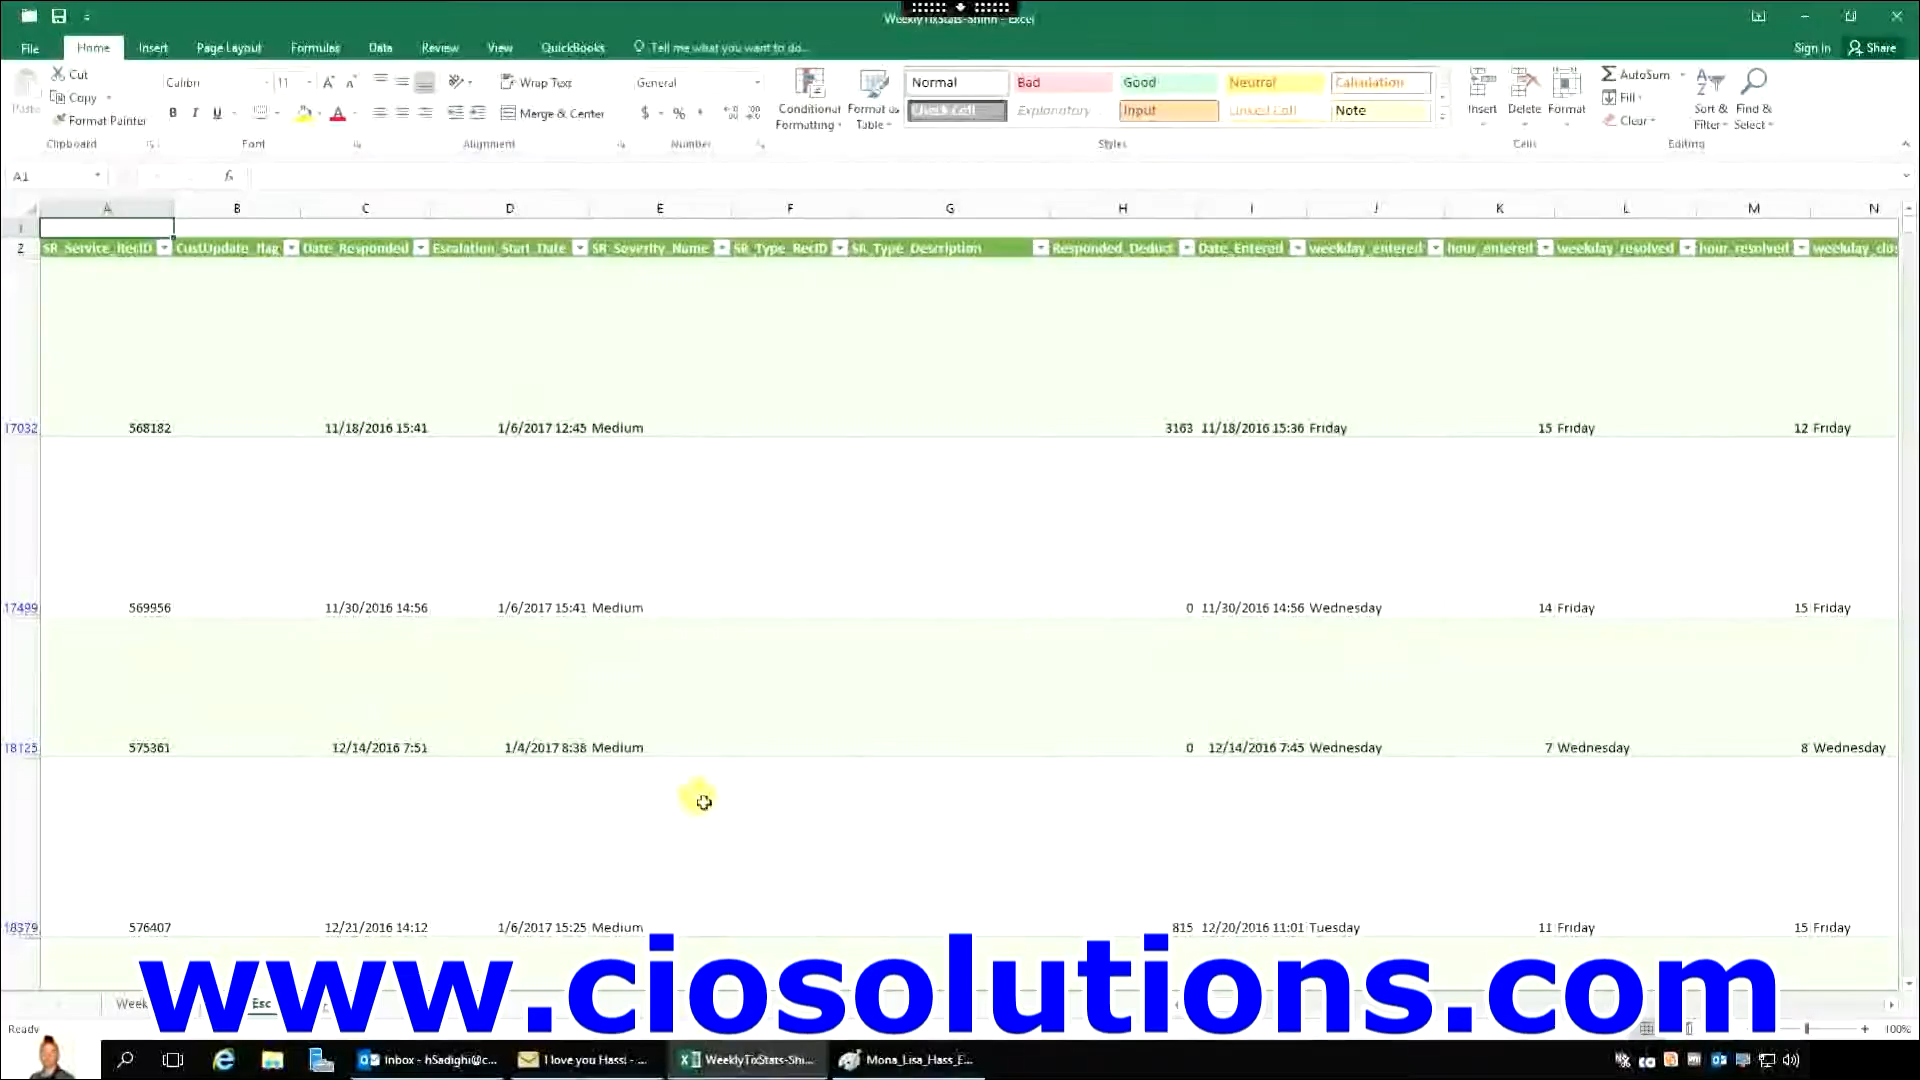 WeeklyTixStats-Shinn - Excel
File Home Insert Page Layout Formulas Data Review View QuickBooks Tell me what you want to do... Sign in Share
Cut
Copy
Format Painter
Paste
Clipboard
Calibri 11
B I U
Font
Wrap Text
Merge & Center
Alignment
General
$ %
Number
Conditional Formatting
Format as Table
Normal Bad Good Neutral Calculation
Check Cell Explanatory... Input Linked Cell Note
Styles
Insert Delete Format
Cells
AutoSum
Fill
Clear
Sort & Filter
Find & Select
Editing
A1 fx
A B C D E F G H I J K L M N
1
2 SR_Service_RecID CustUpdate_flag Date_Responded Escalation_Start_Date SR_Severity_Name SR_Type_RecID SR_Type_Description Responded_Deduct Date_Entered weekday_entered hour_entered weekday_resolved hour_resolved weekday_clos
17032 568182 11/18/2016 15:41 1/6/2017 12:45 Medium 3163 11/18/2016 15:36 Friday 15 Friday 12 Friday
17499 569956 11/30/2016 14:56 1/6/2017 15:41 Medium 0 11/30/2016 14:56 Wednesday 14 Friday 15 Friday
18125 575361 12/14/2016 7:51 1/4/2017 8:38 Medium 0 12/14/2016 7:45 Wednesday 7 Wednesday 8 Wednesday
18379 576407 12/21/2016 14:12 1/6/2017 15:25 Medium 815 12/20/2016 11:01 Tuesday 11 Friday 15 Friday
www.ciosolutions.com
Week Esc
Ready 100%
Inbox - hSadighi@c... I love you Hass! - ... WeeklyTixStats-Shi... Mona_Lisa_Hass_E...